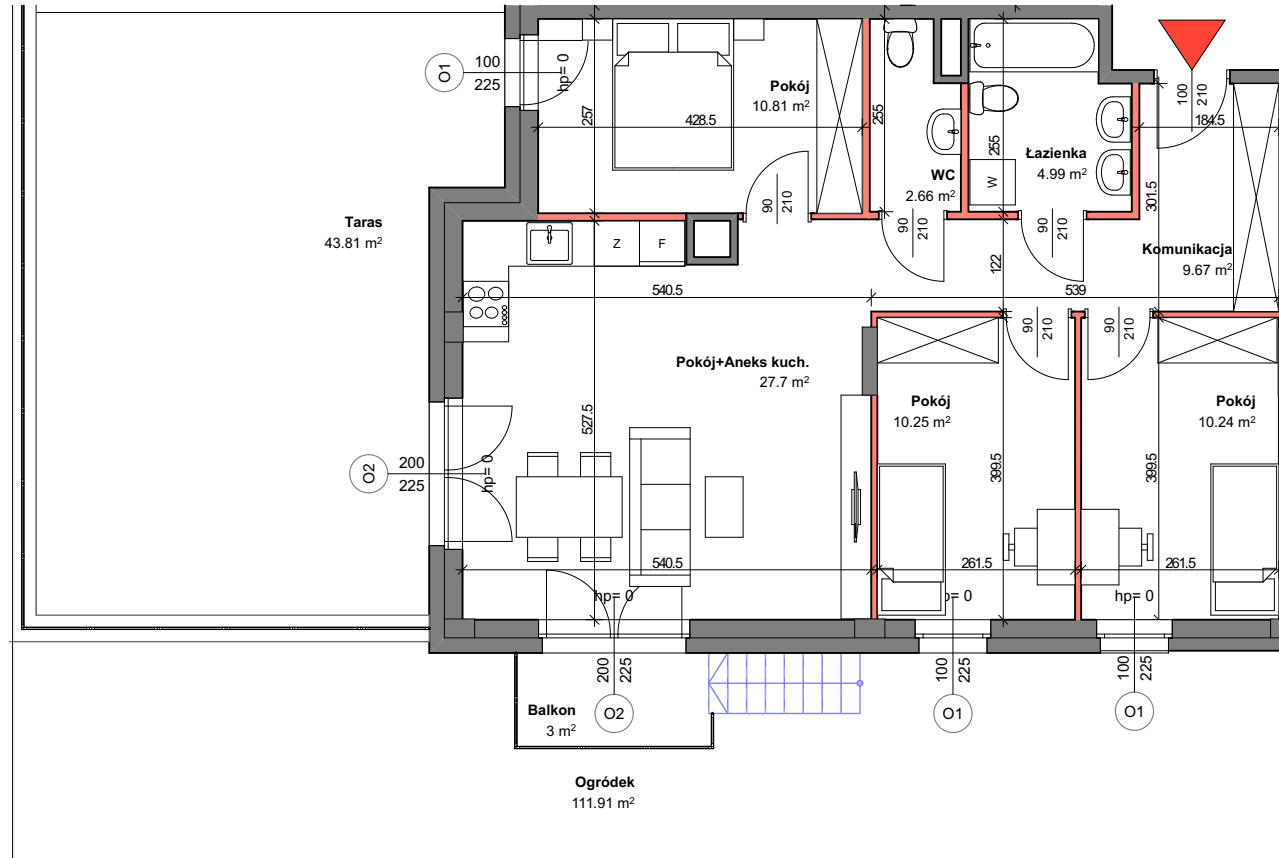 O1
100
225
hp= 0
257
428.5
Pokój
10.81 m²
255
WC
2.66 m²
255
W
Łazienka
4.99 m²
100
210
184.5
301.5
Komunikacja
9.67 m²
Taras
43.81 m²
Z
F
90
210
90
210
90
210
122
540.5
539
90
210
90
210
Pokój+Aneks kuch.
27.7 m²
Pokój
10.25 m²
Pokój
10.24 m²
527.5
399.5
399.5
O2
200
225
hp= 0
540.5
261.5
261.5
hp= 0
p= 0
hp= 0
200
225
O2
100
225
O1
100
225
O1
Balkon
3 m²
Ogródek
111.91 m²